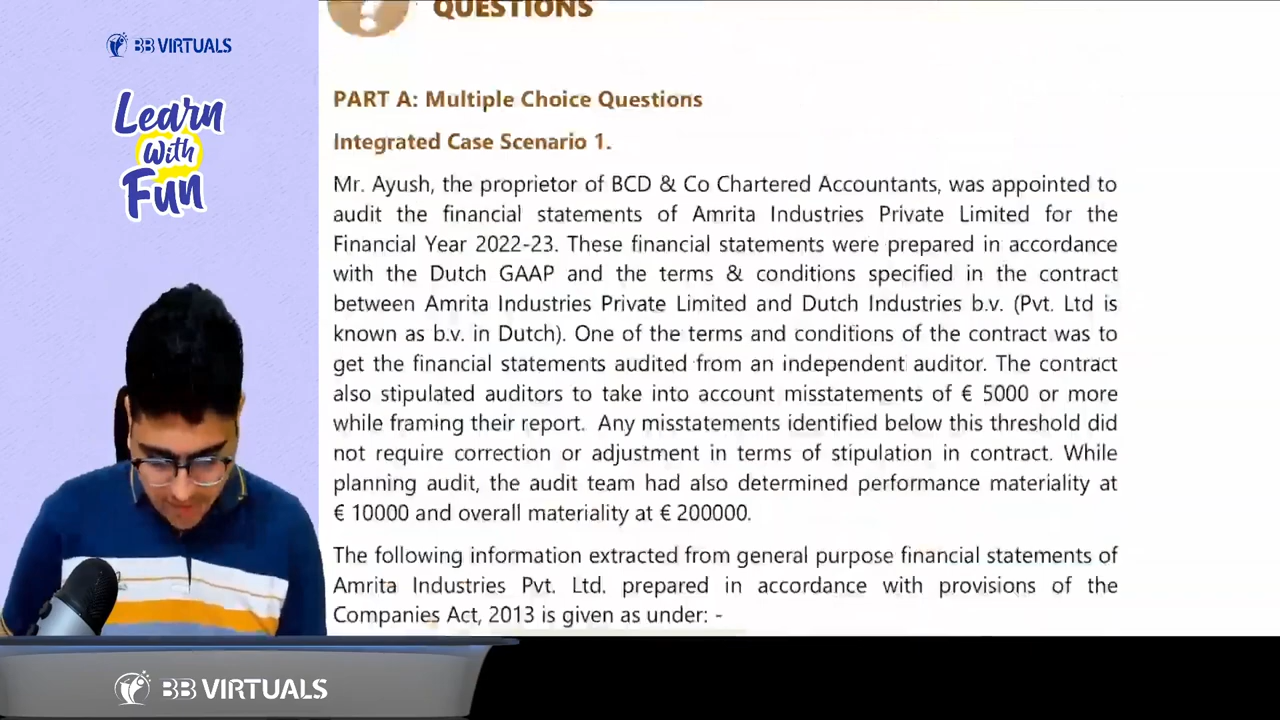 QUESTIONS
BB VIRTUALS
Learn
With
Fun
PART A: Multiple Choice Questions
Integrated Case Scenario 1.
Mr. Ayush, the proprietor of BCD & Co Chartered Accountants, was appointed to
audit the financial statements of Amrita Industries Private Limited for the
Financial Year 2022-23. These financial statements were prepared in accordance
with the Dutch GAAP and the terms & conditions specified in the contract
between Amrita Industries Private Limited and Dutch Industries b.v. (Pvt. Ltd is
known as b.v. in Dutch). One of the terms and conditions of the contract was to
get the financial statements audited from an independent auditor. The contract
also stipulated auditors to take into account misstatements of € 5000 or more
while framing their report. Any misstatements identified below this threshold did
not require correction or adjustment in terms of stipulation in contract. While
planning audit, the audit team had also determined performance materiality at
€ 10000 and overall materiality at € 200000.
The following information extracted from general purpose financial statements of
Amrita Industries Pvt. Ltd. prepared in accordance with provisions of the
Companies Act, 2013 is given as under: -
BB VIRTUALS